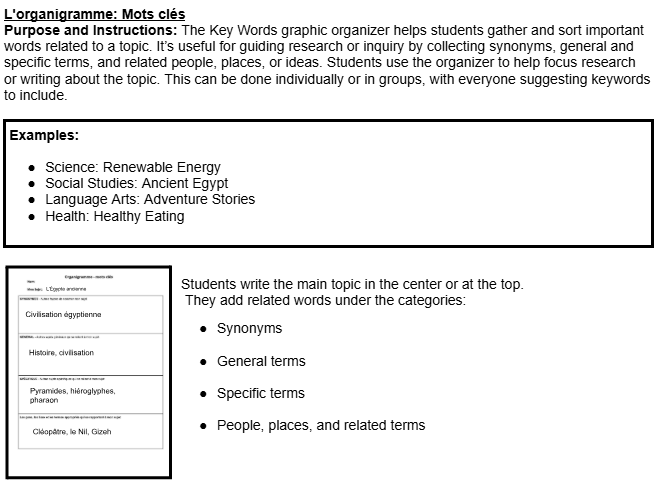 L'organigramme: Mots clés
Purpose and Instructions: The Key Words graphic organizer helps students gather and sort important
words related to a topic. It's useful for guiding research or inquiry by collecting synonyms, general and
specific terms, and related people, places, or ideas. Students use the organizer to help focus research
or writing about the topic. This can be done individually or in groups, with everyone suggesting keywords
to include.
Examples:
● Science: Renewable Energy
● Social Studies: Ancient Egypt
● Language Arts: Adventure Stories
● Health: Healthy Eating
Organigramme - mots clés
L'Égypte ancienne
Civilisation égyptienne
Histoire, civilisation
Pyramides, hiéroglyphes,
pharaon
Cléopâtre, le Nil, Gizeh
Students write the main topic in the center or at the top.
They add related words under the categories:
● Synonyms
● General terms
● Specific terms
● People, places, and related terms